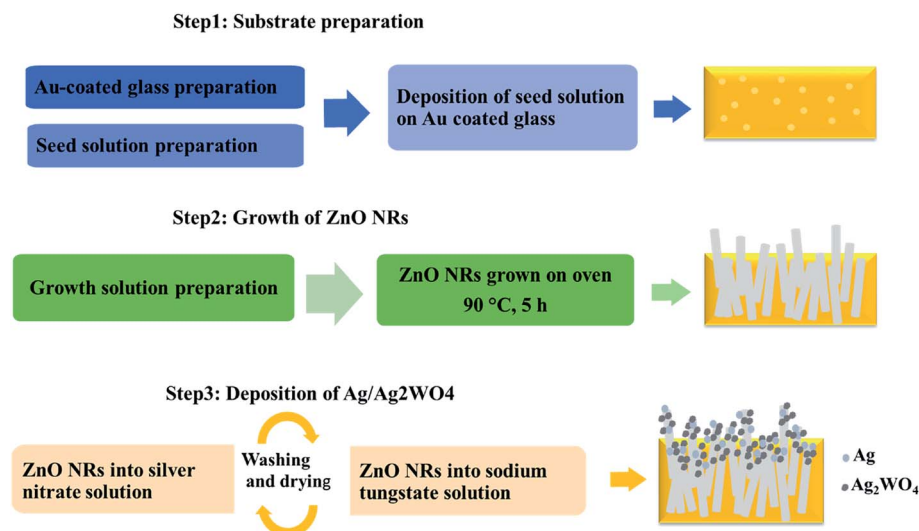 Step1: Substrate preparation
Au-coated glass preparation
Seed solution preparation
Deposition of seed solution
on Au coated glass
Step2: Growth of ZnO NRs
Growth solution preparation
ZnO NRs grown on oven
90 °C, 5 h
Step3: Deposition of Ag/Ag2WO4
ZnO NRs into silver
nitrate solution
Washing
and drying
ZnO NRs into sodium
tungstate solution
Ag
Ag₂WO₄